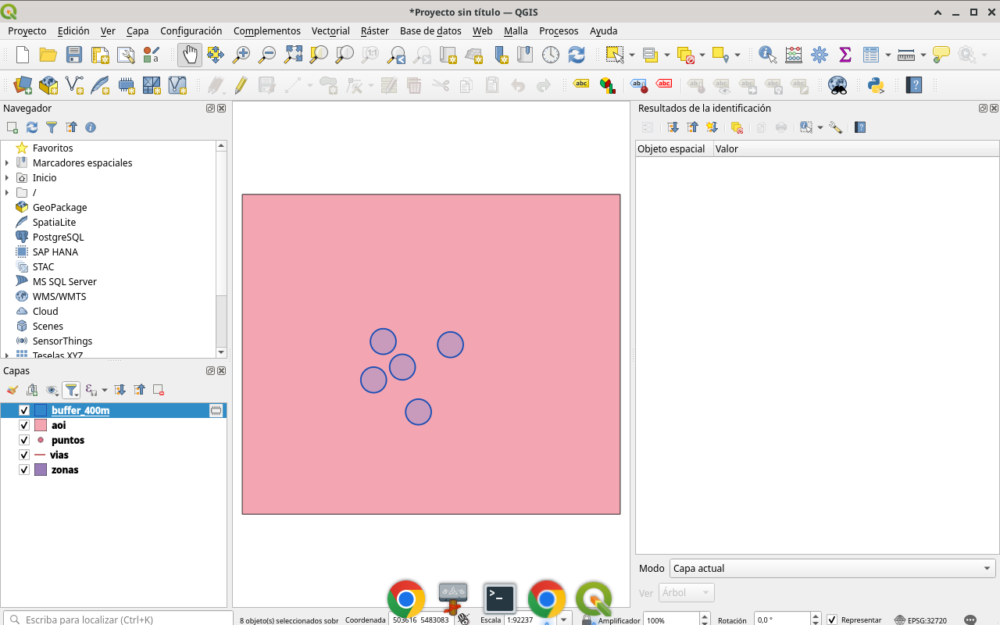 *Proyecto sin título — QGIS
Proyecto Edición Ver Capa Configuración Complementos Vectorial Ráster Base de datos Web Malla Procesos Ayuda
Navegador
Favoritos
Marcadores espaciales
Inicio
/
GeoPackage
SpatiaLite
PostgreSQL
SAP HANA
STAC
MS SQL Server
WMS/WMTS
Cloud
Scenes
SensorThings
Teselas XYZ
Capas
buffer_400m
aoi
puntos
vias
zonas
Resultados de la identificación
Objeto espacial Valor
Modo Capa actual
Ver Árbol
Escriba para localizar (Ctrl+K)
8 objeto(s) seleccionados sobr
Coordenada 503616 5483083
Escala 1:92237
Amplificador 100%
Rotación 0,0 °
Representar
EPSG:32720